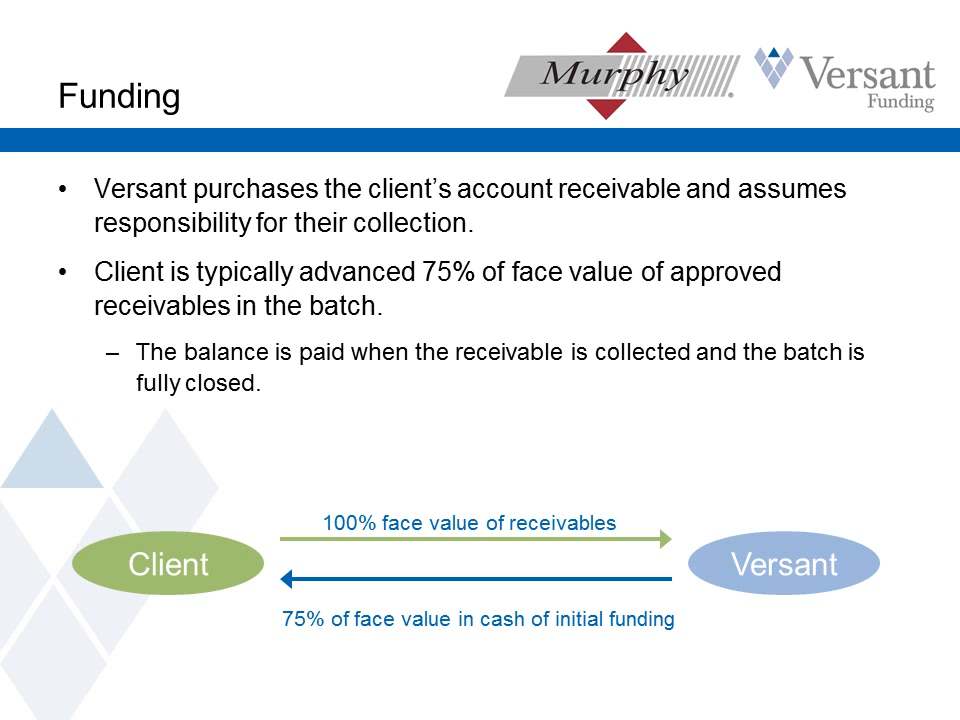 Funding
Murphy
®
Versant
Funding
• Versant purchases the client’s account receivable and assumes
responsibility for their collection.
• Client is typically advanced 75% of face value of approved
receivables in the batch.
– The balance is paid when the receivable is collected and the batch is
fully closed.
100% face value of receivables
Client
Versant
75% of face value in cash of initial funding